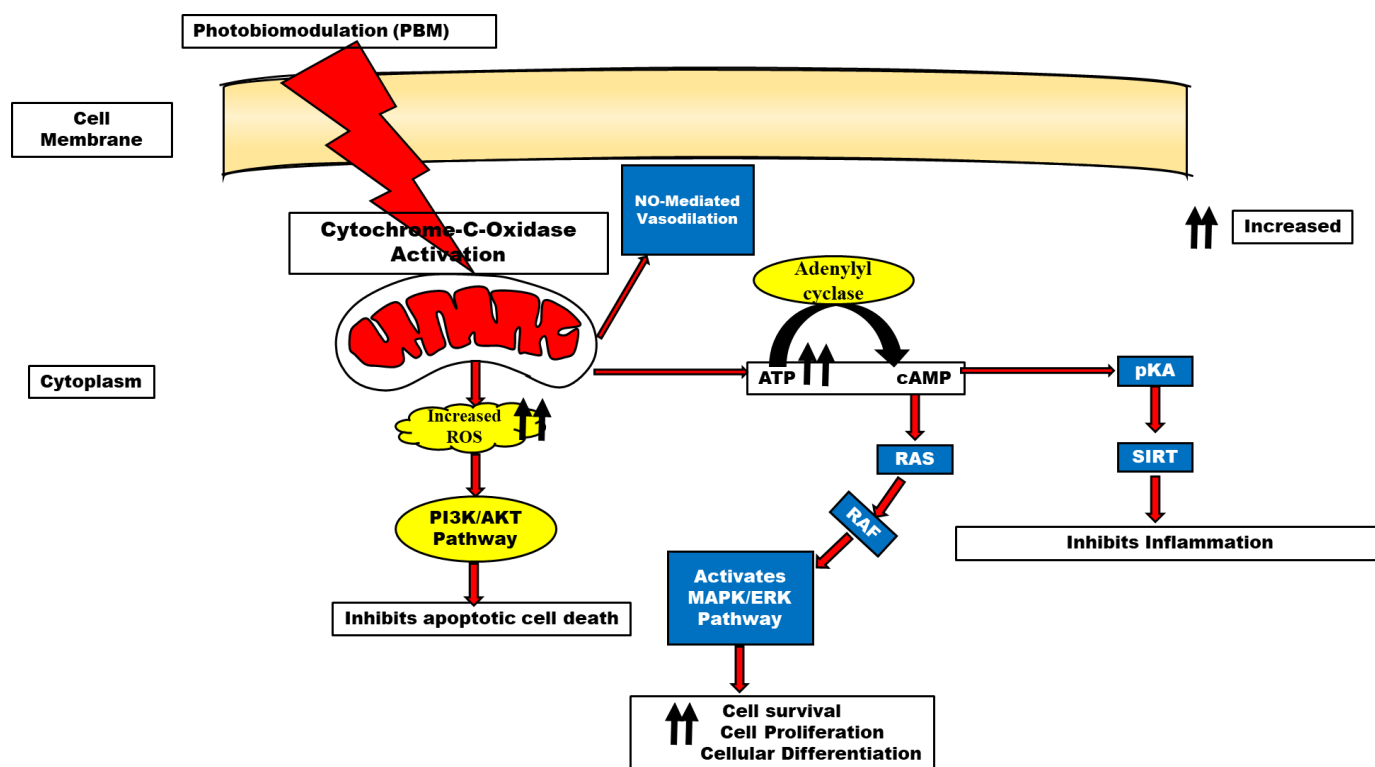 Photobiomodulation (PBM)
Cell
Membrane
NO-Mediated
Vasodilation
Cytochrome-C-Oxidase
Activation
Increased
Adenylyl
cyclase
Cytoplasm
ATP
cAMP
pKA
Increased
ROS
RAS
SIRT
PI3K/AKT
Pathway
RAF
Inhibits Inflammation
Activates
MAPK/ERK
Pathway
Inhibits apoptotic cell death
Cell survival
Cell Proliferation
Cellular Differentiation